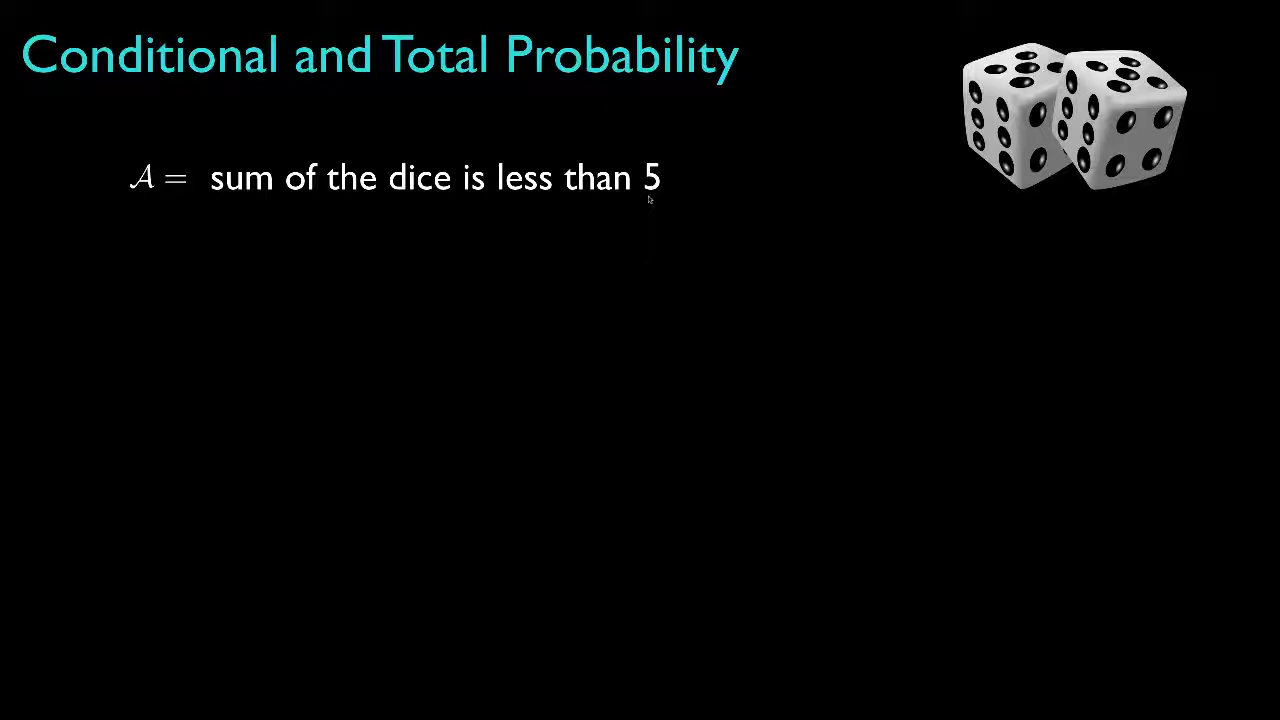 Conditional and Total Probability
𝒜 = sum of the dice is less than 5